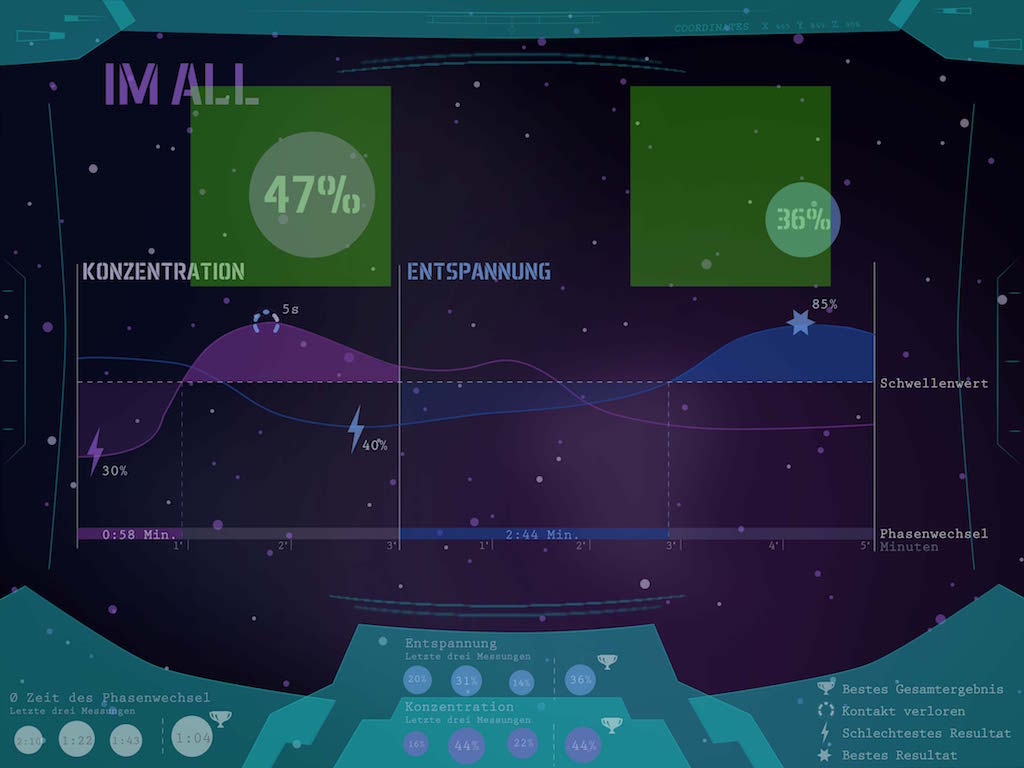 COORDINATES X Y Z
IM ALL
47%
36%
KONZENTRATION
ENTSPANNUNG
5s
85%
Schwellenwert
40%
30%
0:58 Min.
2:44 Min.
Phasenwechsel
1' 2' 3' 1' 2' 3' 4' 5'
Minuten
Entspannung
Letzte drei Messungen
20% 31% 14% 36%
Konzentration
Letzte drei Messungen
16% 44% 22% 44%
Ø Zeit des Phasenwechsel
Letzte drei Messungen
2:10 1:22 1:43 1:04
Bestes Gesamtergebnis
Kontakt verloren
Schlechtestes Resultat
Bestes Resultat